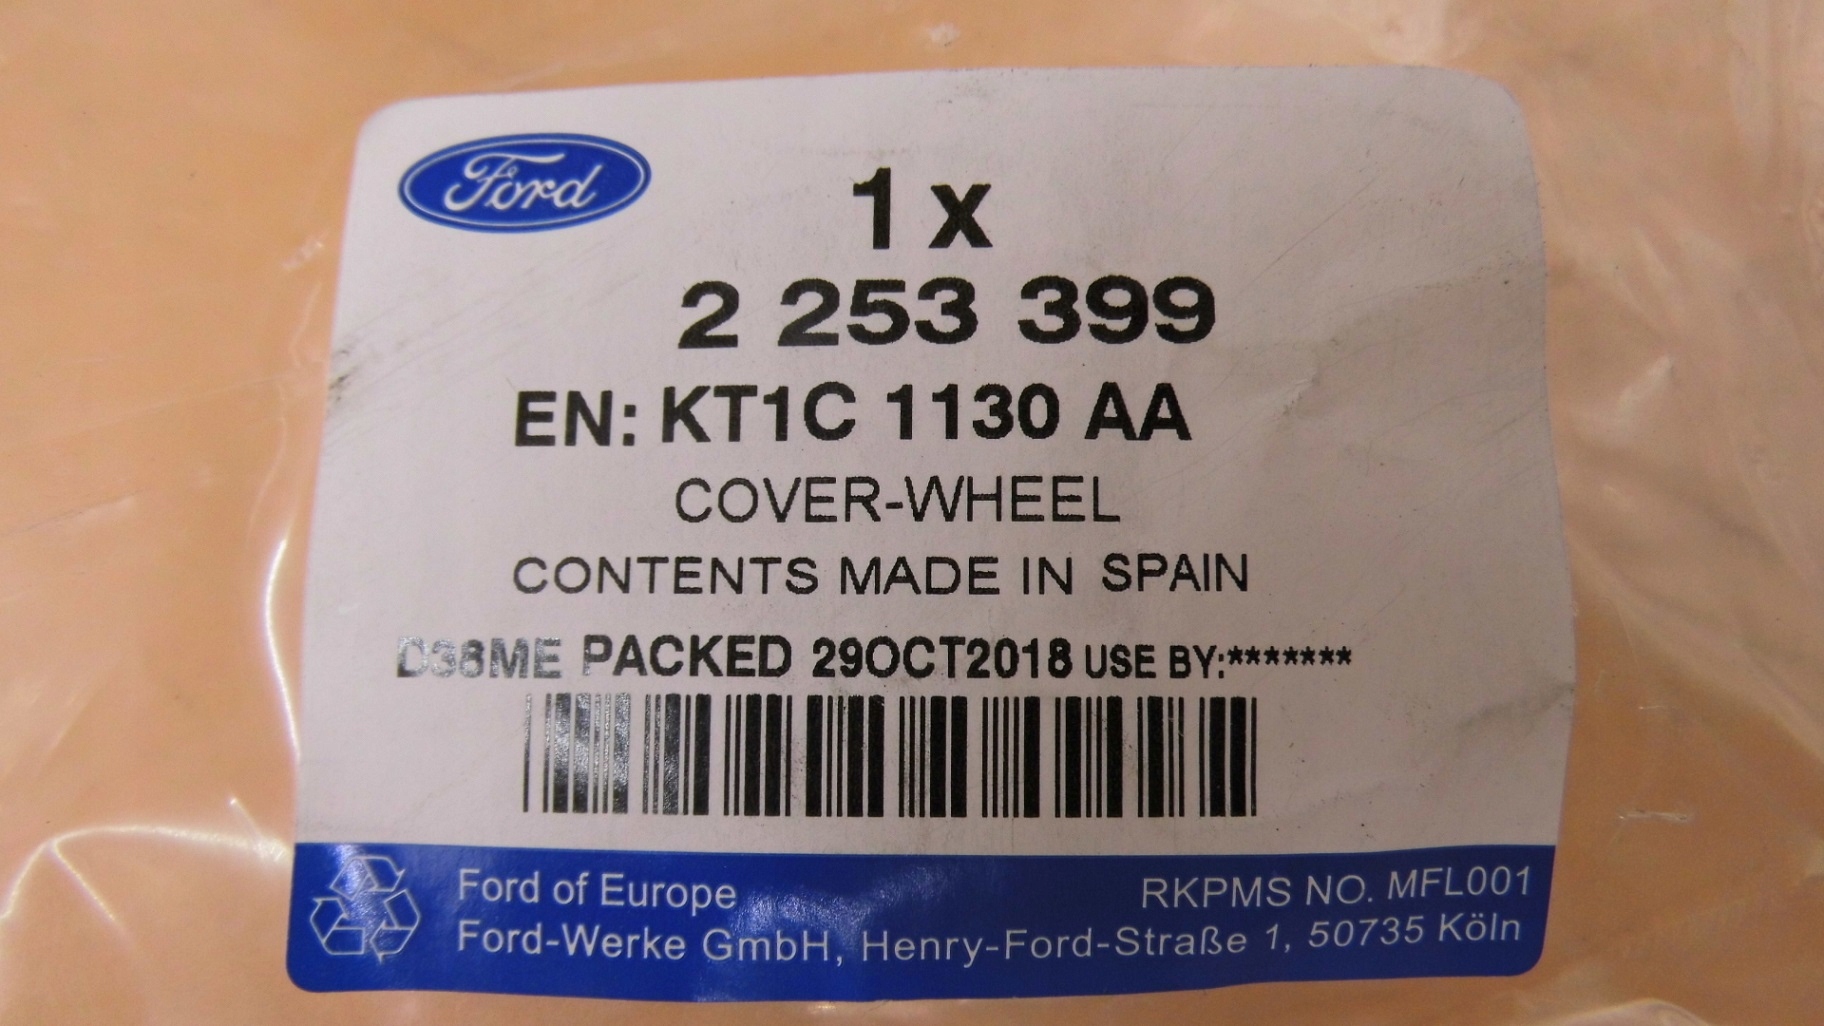 Ford
1 x
2 253 399
EN: KT1C 1130 AA
COVER-WHEEL
CONTENTS MADE IN SPAIN
D38ME PACKED 29OCT2018 USE BY:*******
Ford of Europe RKPMS NO. MFL001
Ford-Werke GmbH, Henry-Ford-Straße 1, 50735 Köln